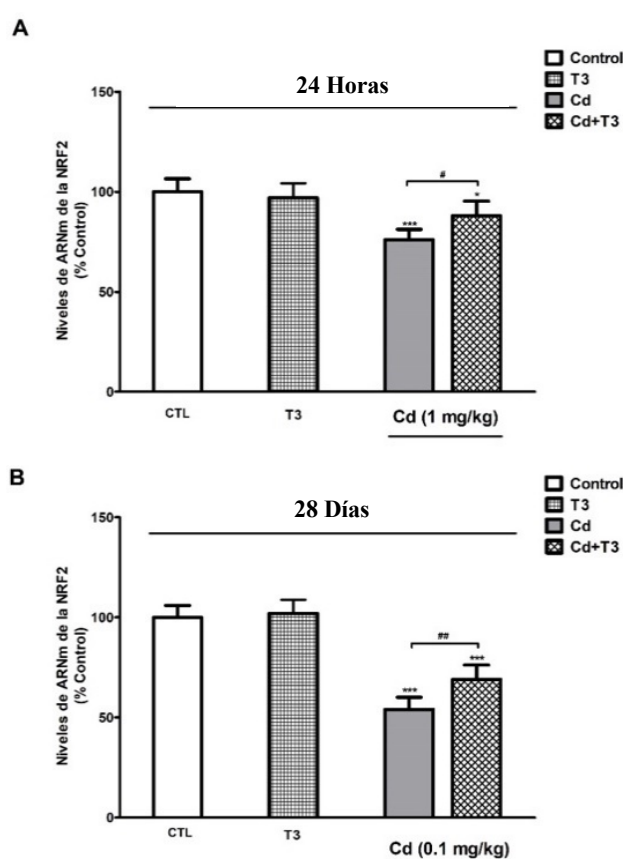 A
Control
T3
Cd
Cd+T3
24 Horas
150
100
50
0
Niveles de ARNm de la NRF2
(% Control)
#
***
*
CTL
T3
Cd (1 mg/kg)
B
Control
T3
Cd
Cd+T3
28 Días
150
100
50
0
Niveles de ARNm de la NRF2
(% Control)
##
***
***
CTL
T3
Cd (0.1 mg/kg)